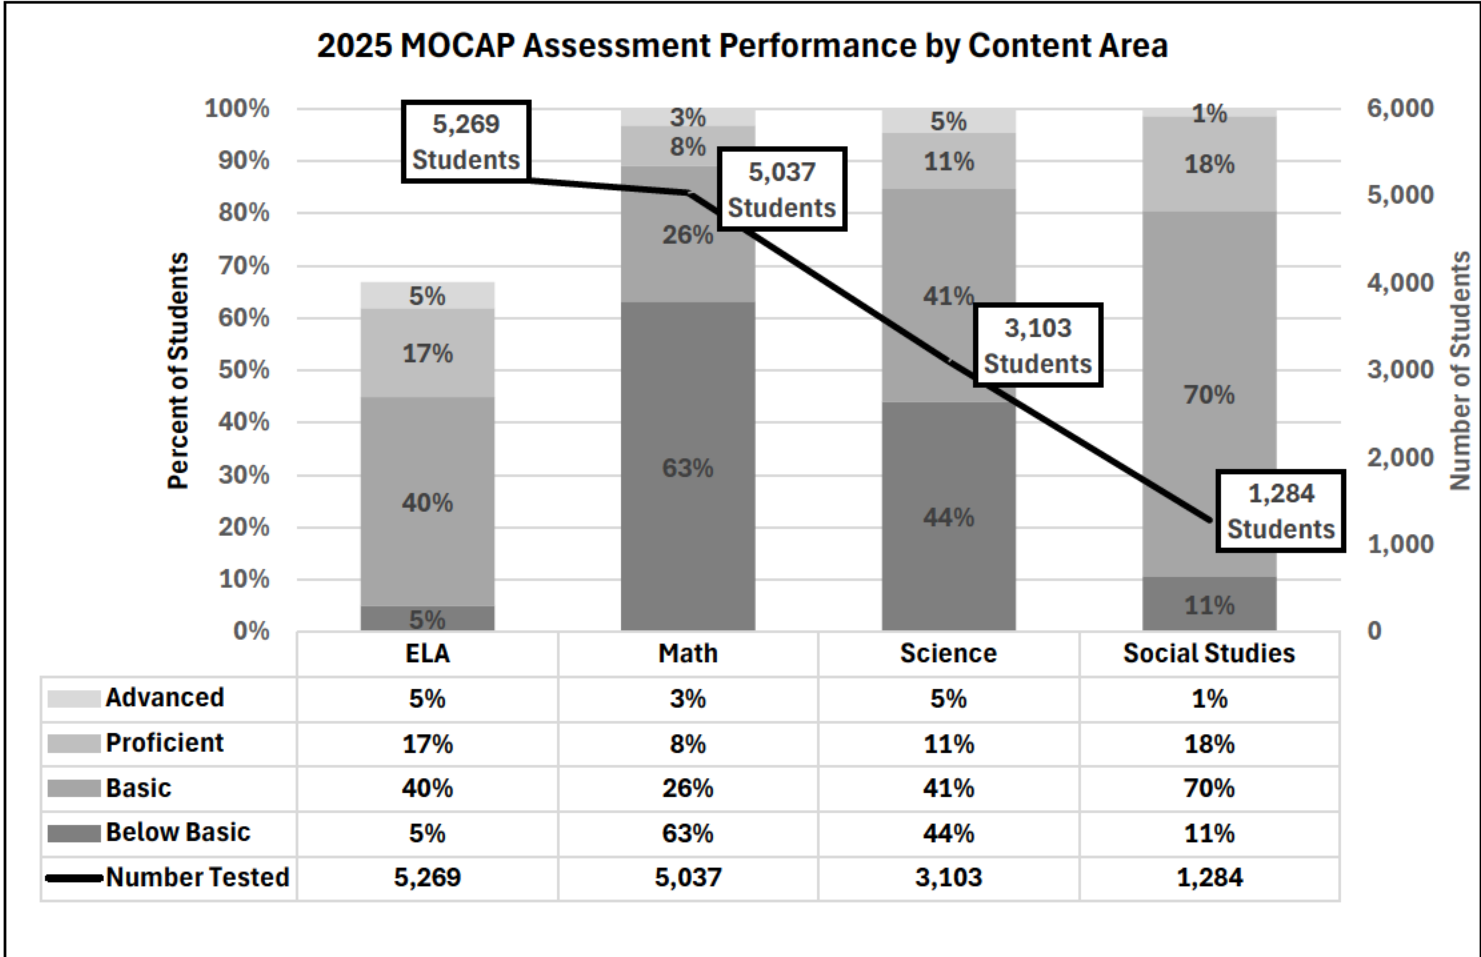 2025 MOCAP Assessment Performance by Content Area
100%
90%
80%
70%
60%
50%
40%
30%
20%
10%
0%
Percent of Students
6,000
5,000
4,000
3,000
2,000
1,000
0
Number of Students
5,269
Students
5,037
Students
3,103
Students
1,284
Students
5%
17%
40%
5%
3%
8%
26%
63%
5%
11%
41%
44%
1%
18%
70%
11%
ELA Math Science Social Studies
Advanced 5% 3% 5% 1%
Proficient 17% 8% 11% 18%
Basic 40% 26% 41% 70%
Below Basic 5% 63% 44% 11%
Number Tested 5,269 5,037 3,103 1,284